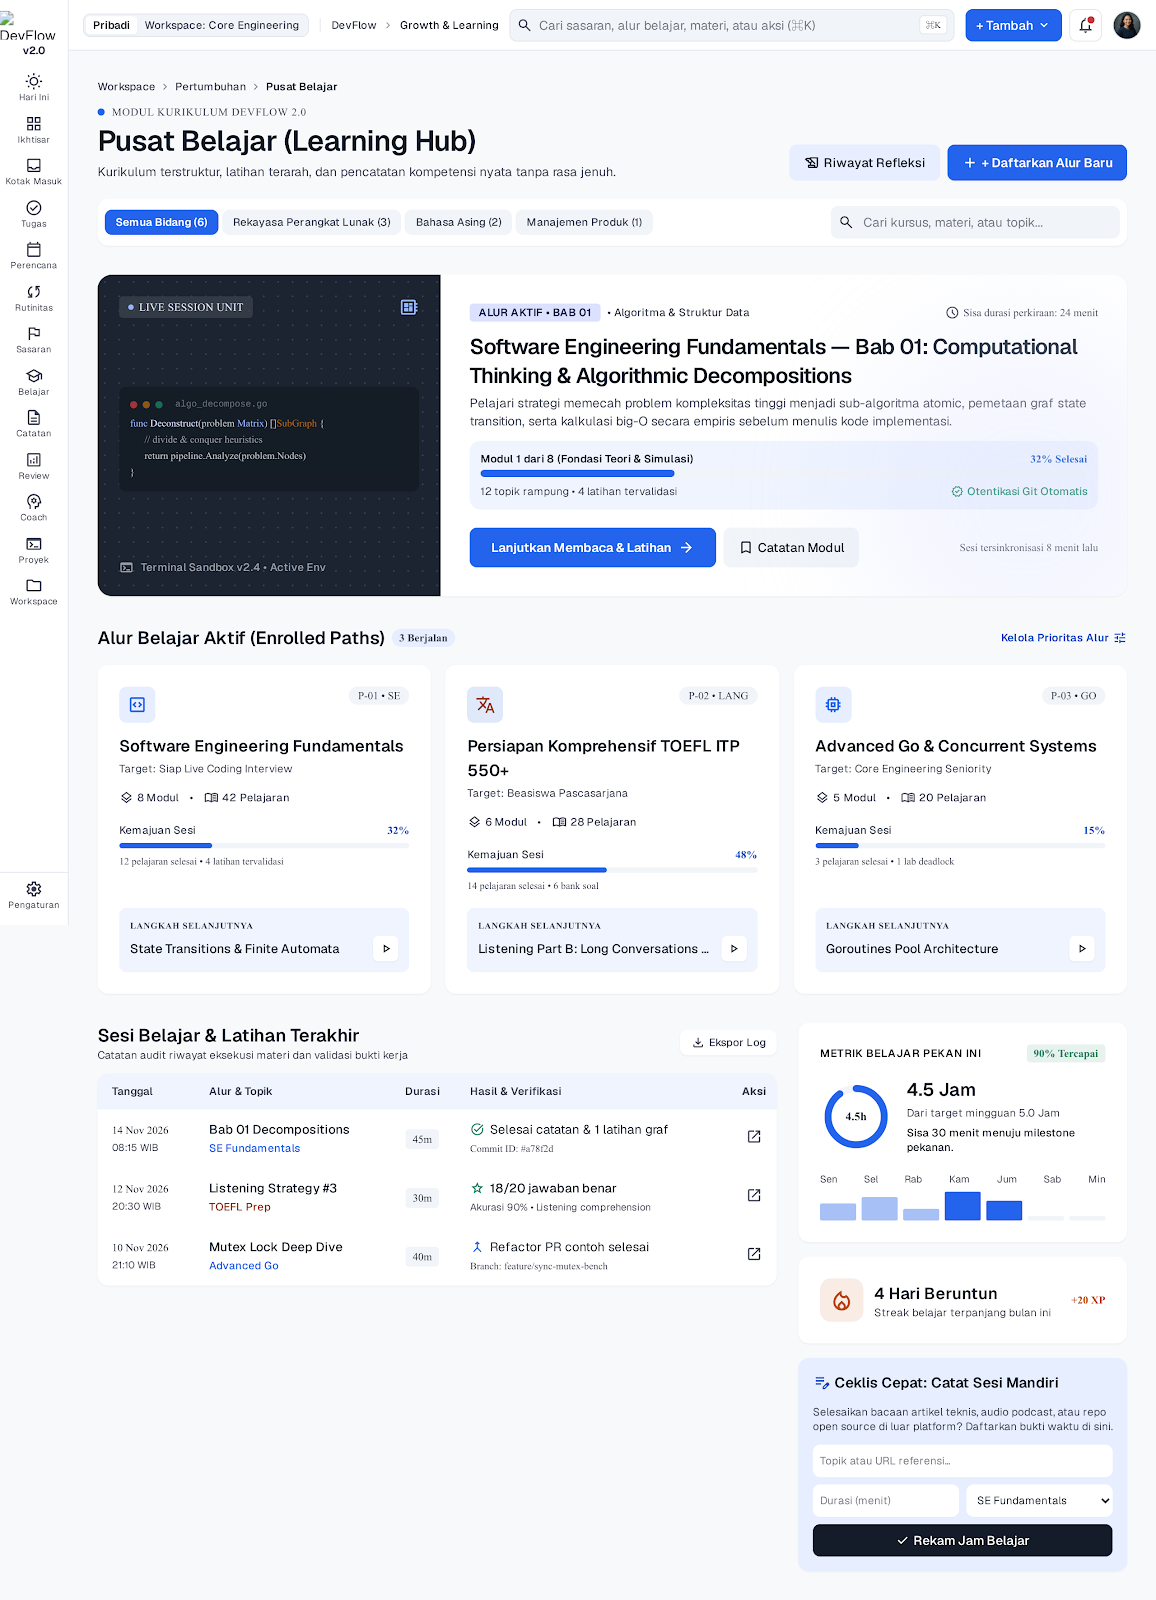 DevFlow
v2.0
Hari Ini
Ikhtisar
Kotak Masuk
Tugas
Perencana
Rutinitas
Sasaran
Belajar
Catatan
Review
Coach
Proyek
Workspace
Pengaturan
Pribadi
Workspace: Core Engineering
DevFlow
Growth & Learning
Cari sasaran, alur belajar, materi, atau aksi (⌘K)
⌘K
+ Tambah
Workspace
Pertumbuhan
Pusat Belajar
MODUL KURIKULUM DEVFLOW 2.0
Pusat Belajar (Learning Hub)
Kurikulum terstruktur, latihan terarah, dan pencatatan kompetensi nyata tanpa rasa jenuh.
Riwayat Refleksi
+ Daftarkan Alur Baru
Semua Bidang (6)
Rekayasa Perangkat Lunak (3)
Bahasa Asing (2)
Manajemen Produk (1)
Cari kursus, materi, atau topik...
LIVE SESSION UNIT
algo_decompose.go
func Deconstruct(problem Matrix) []SubGraph {
// divide & conquer heuristics
return pipeline.Analyze(problem.Nodes)
}
Terminal Sandbox v2.4 • Active Env
ALUR AKTIF • BAB 01
• Algoritma & Struktur Data
Sisa durasi perkiraan: 24 menit
Software Engineering Fundamentals — Bab 01: Computational
Thinking & Algorithmic Decompositions
Pelajari strategi memecah problem kompleksitas tinggi menjadi sub-algoritma atomic, pemetaan graf state
transition, serta kalkulasi big-O secara empiris sebelum menulis kode implementasi.
Modul 1 dari 8 (Fondasi Teori & Simulasi)
32% Selesai
12 topik rampung • 4 latihan tervalidasi
Otentikasi Git Otomatis
Lanjutkan Membaca & Latihan
Catatan Modul
Sesi tersinkronisasi 8 menit lalu
Alur Belajar Aktif (Enrolled Paths)
3 Berjalan
Kelola Prioritas Alur
P-01 • SE
Software Engineering Fundamentals
Target: Siap Live Coding Interview
8 Modul • 42 Pelajaran
Kemajuan Sesi
32%
12 pelajaran selesai • 4 latihan tervalidasi
LANGKAH SELANJUTNYA
State Transitions & Finite Automata
P-02 • LANG
Persiapan Komprehensif TOEFL ITP
550+
Target: Beasiswa Pascasarjana
6 Modul • 28 Pelajaran
Kemajuan Sesi
48%
14 pelajaran selesai • 6 bank soal
LANGKAH SELANJUTNYA
Listening Part B: Long Conversations ...
P-03 • GO
Advanced Go & Concurrent Systems
Target: Core Engineering Seniority
5 Modul • 20 Pelajaran
Kemajuan Sesi
15%
3 pelajaran selesai • 1 lab deadlock
LANGKAH SELANJUTNYA
Goroutines Pool Architecture
Sesi Belajar & Latihan Terakhir
Catatan audit riwayat eksekusi materi dan validasi bukti kerja
Ekspor Log
Tanggal
Alur & Topik
Durasi
Hasil & Verifikasi
Aksi
14 Nov 2026
08:15 WIB
Bab 01 Decompositions
SE Fundamentals
45m
Selesai catatan & 1 latihan graf
Commit ID: #a78f2d
12 Nov 2026
20:30 WIB
Listening Strategy #3
TOEFL Prep
30m
18/20 jawaban benar
Akurasi 90% • Listening comprehension
10 Nov 2026
21:10 WIB
Mutex Lock Deep Dive
Advanced Go
40m
Refactor PR contoh selesai
Branch: feature/sync-mutex-bench
METRIK BELAJAR PEKAN INI
90% Tercapai
4.5h
4.5 Jam
Dari target mingguan 5.0 Jam
Sisa 30 menit menuju milestone
pekanan.
Sen
Sel
Rab
Kam
Jum
Sab
Min
4 Hari Beruntun
Streak belajar terpanjang bulan ini
+20 XP
Ceklis Cepat: Catat Sesi Mandiri
Selesaikan bacaan artikel teknis, audio podcast, atau repo
open source di luar platform? Daftarkan bukti waktu di sini.
Topik atau URL referensi...
Durasi (menit)
SE Fundamentals
Rekam Jam Belajar